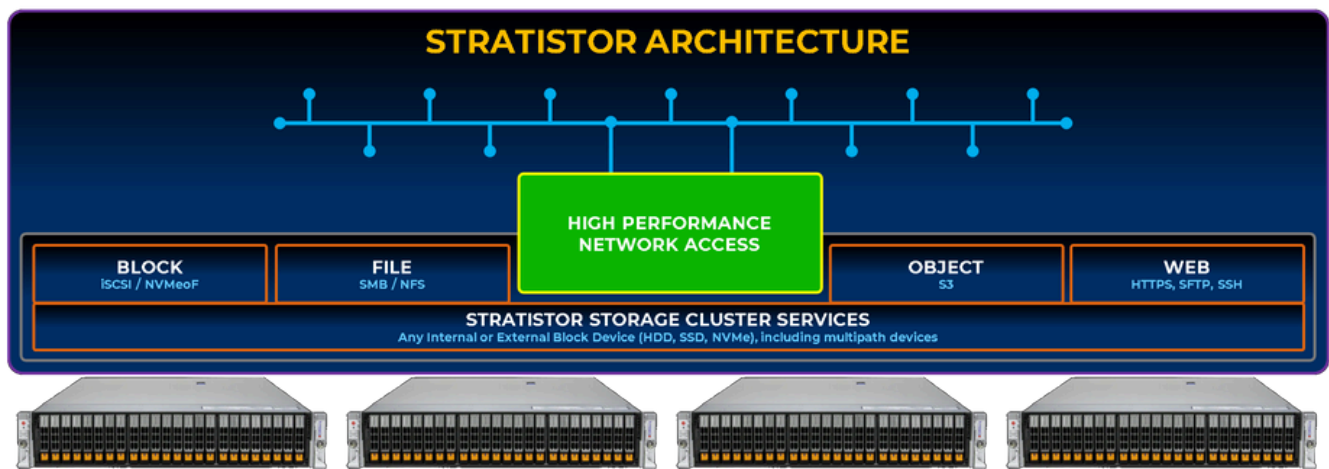 STRATISTOR ARCHITECTURE
HIGH PERFORMANCE
NETWORK ACCESS
BLOCK
iSCSI / NVMeoF
FILE
SMB / NFS
OBJECT
S3
WEB
HTTPS, SFTP, SSH
STRATISTOR STORAGE CLUSTER SERVICES
Any Internal or External Block Device (HDD, SSD, NVMe), including multipath devices